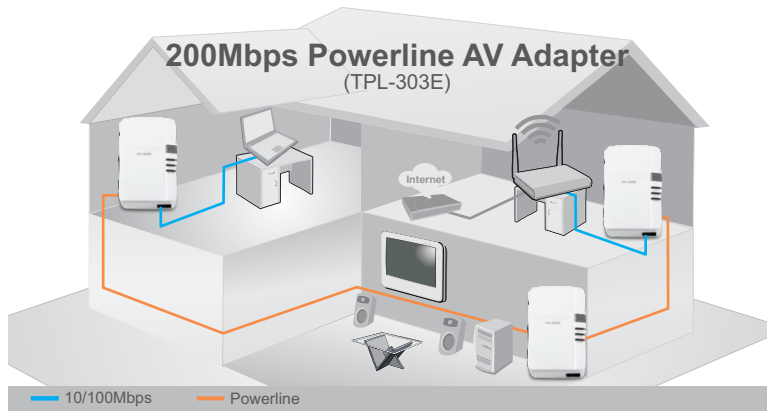 200Mbps Powerline AV Adapter
(TPL-303E)
Internet
10/100Mbps
Powerline